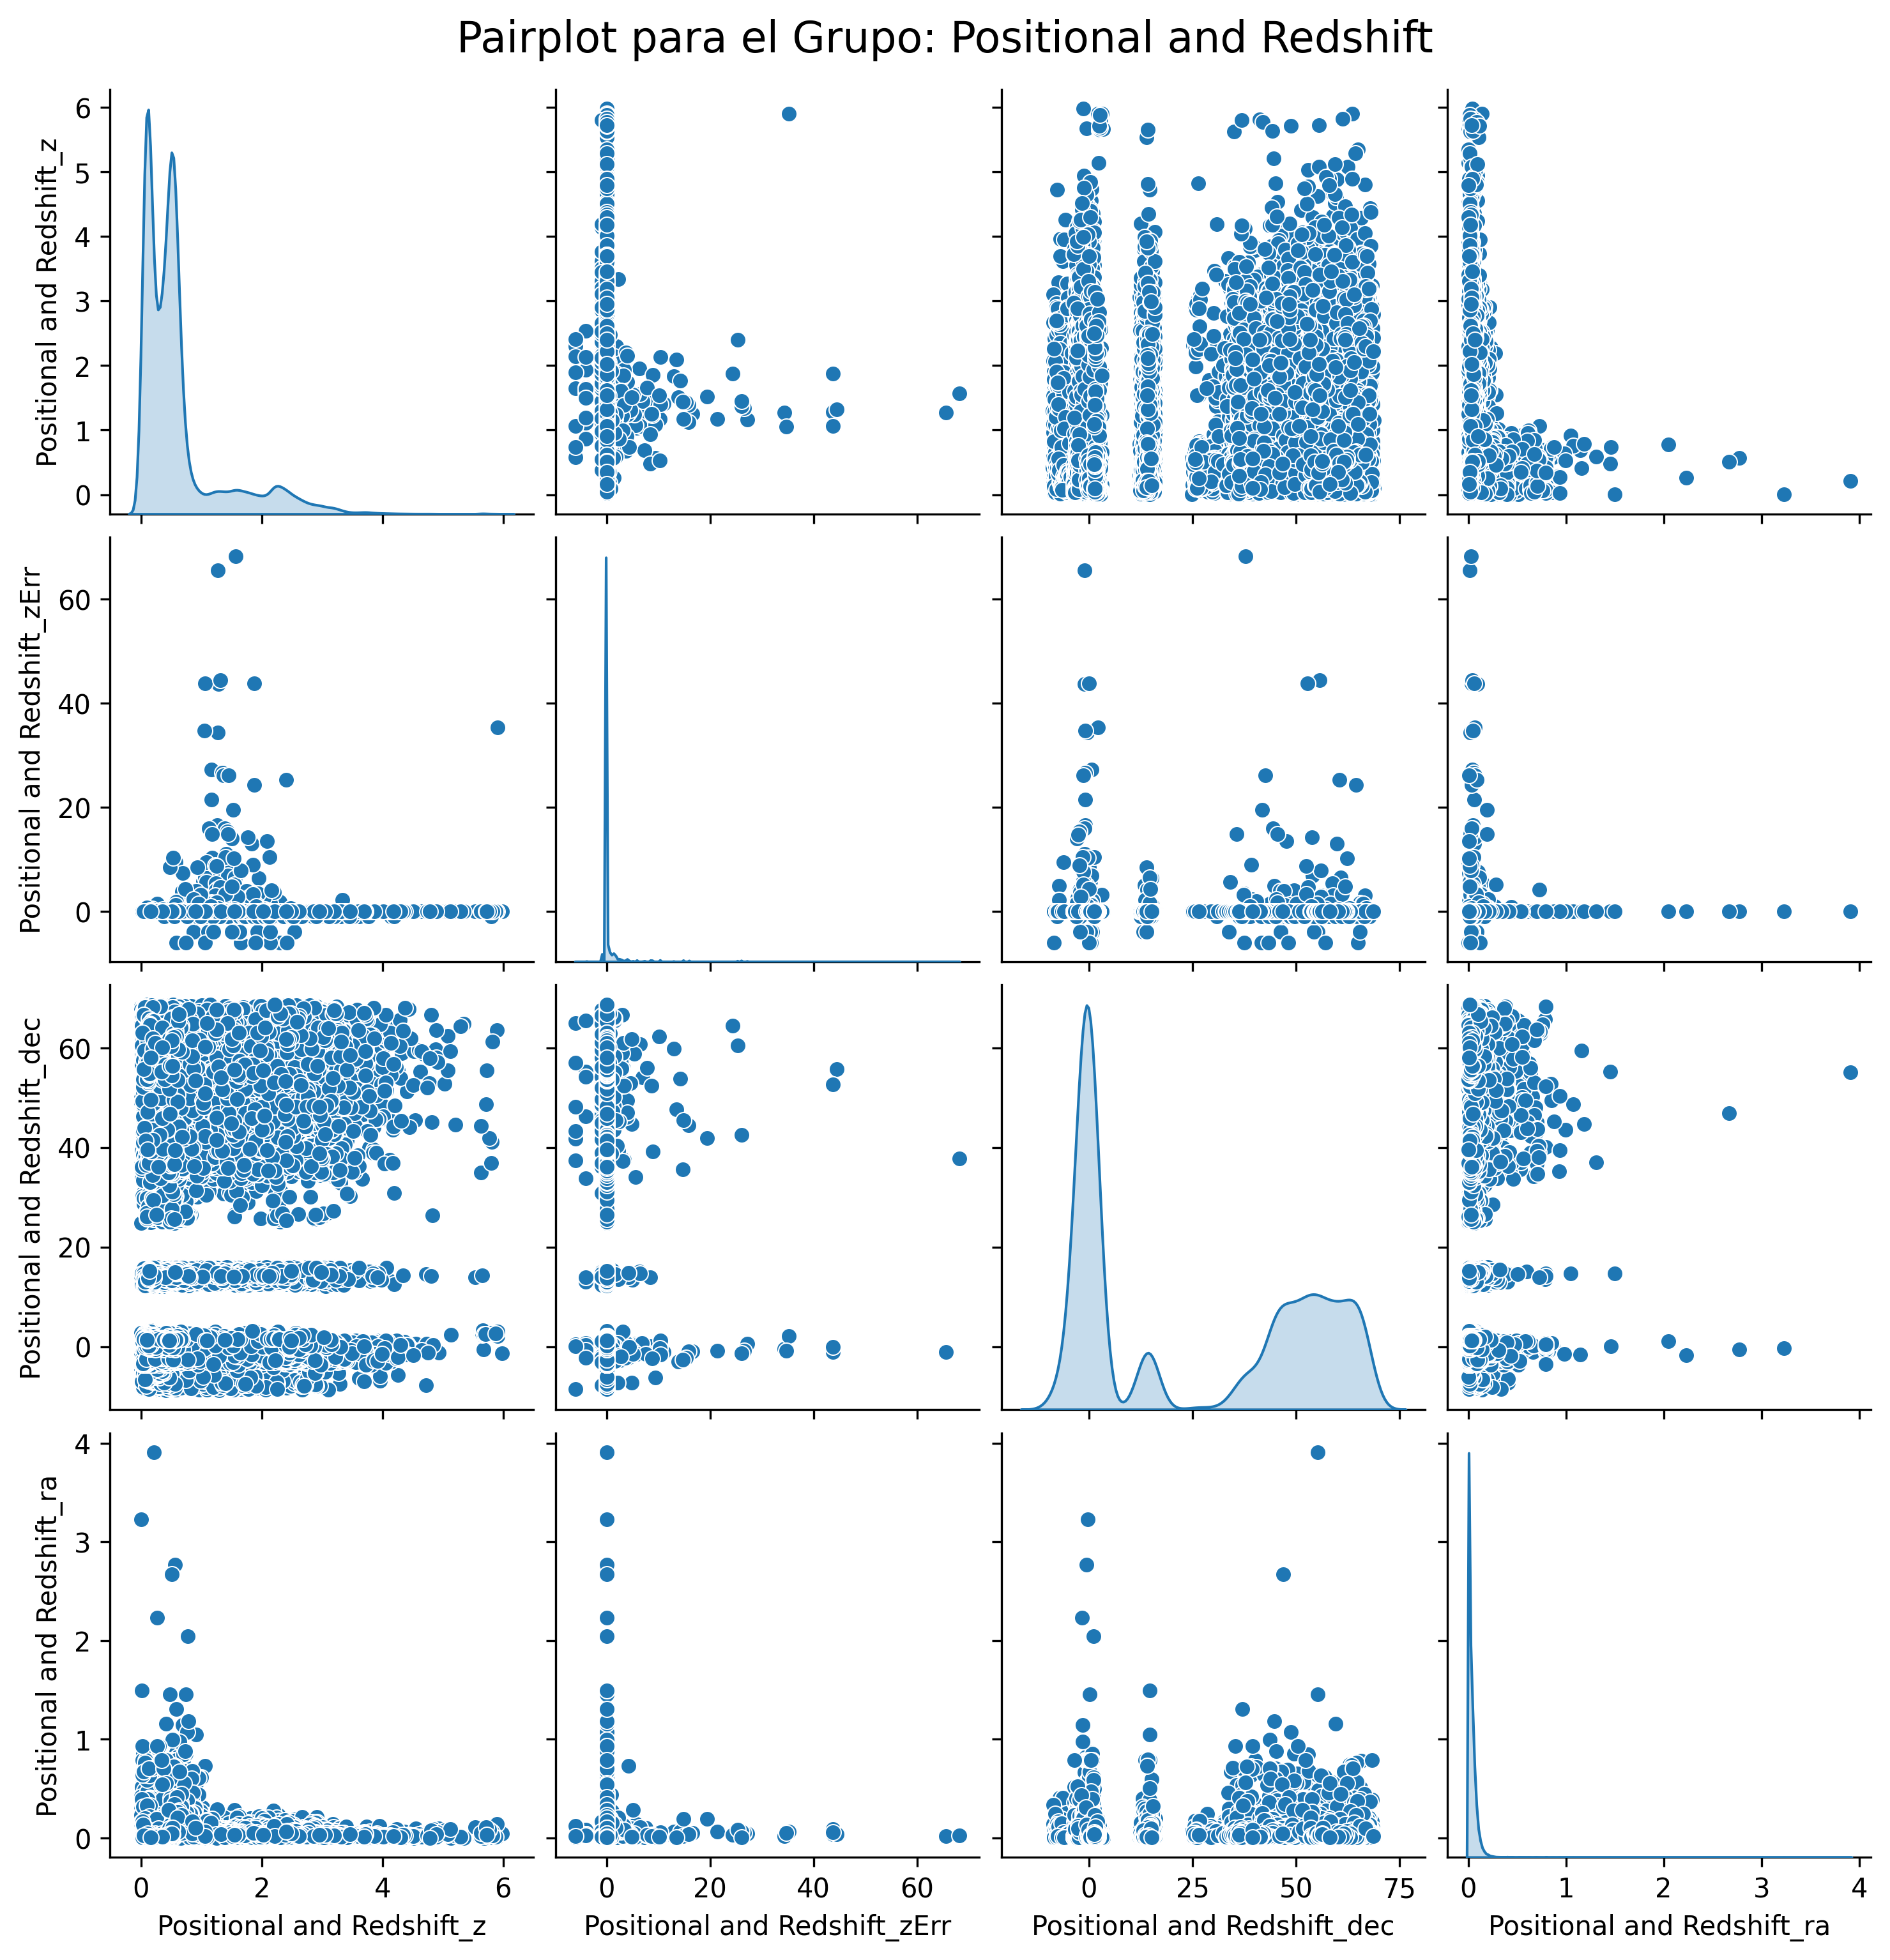 Pairplot para el Grupo: Positional and Redshift
Positional and Redshift_z
6
5
4
3
2
1
0
Positional and Redshift_zErr
60
40
20
0
Positional and Redshift_dec
60
40
20
0
Positional and Redshift_ra
4
3
2
1
0
0 2 4 6
0 20 40 60
0 25 50 75
0 1 2 3 4
Positional and Redshift_z
Positional and Redshift_zErr
Positional and Redshift_dec
Positional and Redshift_ra